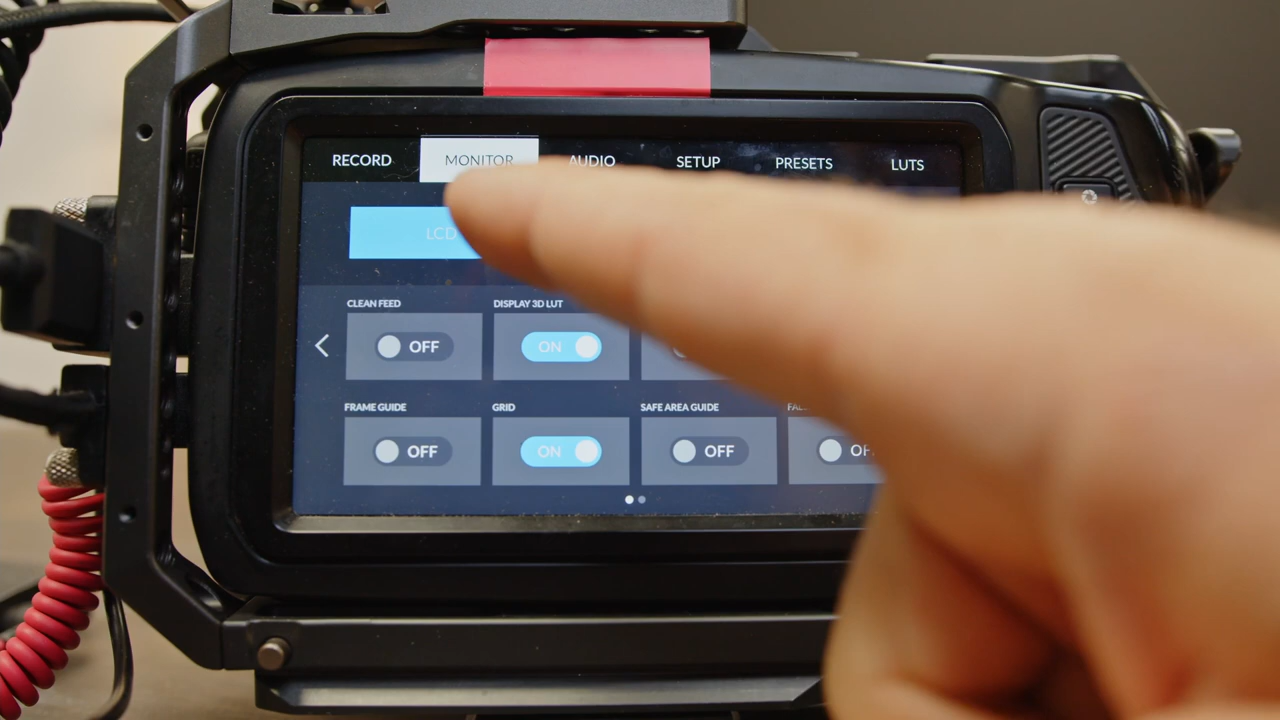 RECORD MONITOR AUDIO SETUP PRESETS LUTS
LCD
CLEAN FEED DISPLAY 3D LUT
OFF ON
FRAME GUIDE GRID SAFE AREA GUIDE
OFF ON OFF